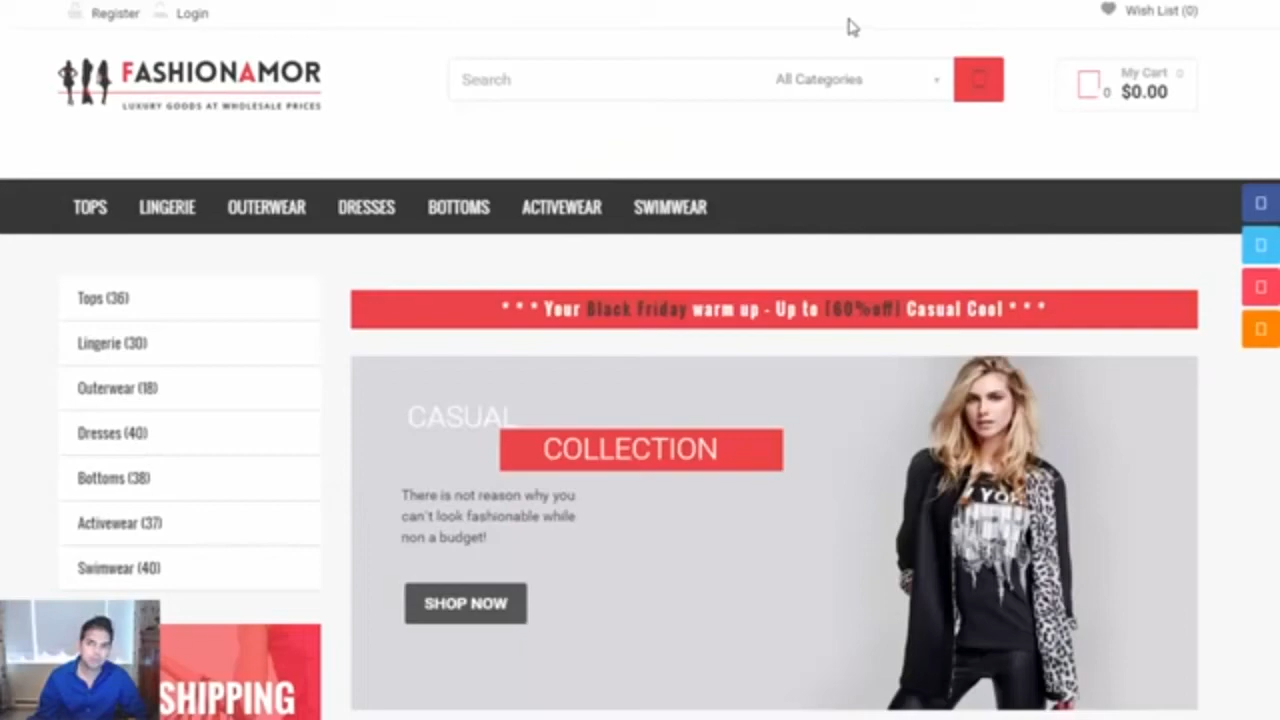 Register Login Wish List (0)
FASHIONAMOR
LUXURY GOODS AT WHOLESALE PRICES
Search All Categories
My Cart 0
0 $0.00
TOPS LINGERIE OUTERWEAR DRESSES BOTTOMS ACTIVEWEAR SWIMWEAR
Tops (36)
Lingerie (30)
Outerwear (18)
Dresses (40)
Bottoms (38)
Activewear (37)
Swimwear (40)
SHIPPING
* * * Your Black Friday warm up - Up to [60%off] Casual Cool * * *
CASUAL
COLLECTION
There is not reason why you
can't look fashionable while
non a budget!
SHOP NOW